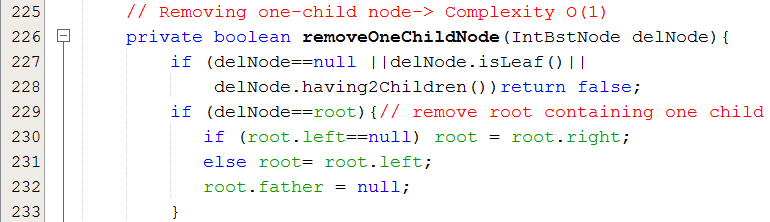 225 // Removing one-child node-> Complexity O(1)
226 private boolean removeOneChildNode(IntBstNode delNode){
227 if (delNode==null ||delNode.isLeaf()||
228 delNode.having2Children())return false;
229 if (delNode==root){// remove root containing one child
230 if (root.left==null) root = root.right;
231 else root= root.left;
232 root.father = null;
233 }